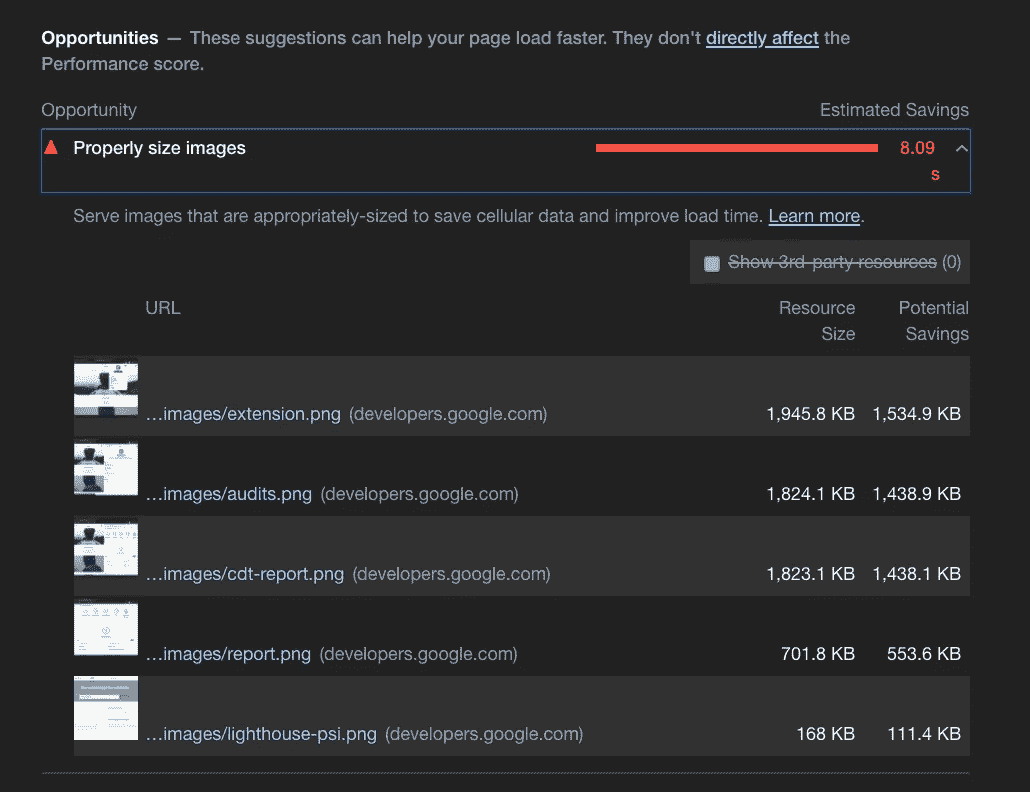 Opportunities — These suggestions can help your page load faster. They don't directly affect the
Performance score.
Opportunity Estimated Savings
Properly size images 8.09
s
Serve images that are appropriately-sized to save cellular data and improve load time. Learn more.
Show 3rd-party resources (0)
URL Resource Potential
Size Savings
…images/extension.png (developers.google.com) 1,945.8 KB 1,534.9 KB
…images/audits.png (developers.google.com) 1,824.1 KB 1,438.9 KB
…images/cdt-report.png (developers.google.com) 1,823.1 KB 1,438.1 KB
…images/report.png (developers.google.com) 701.8 KB 553.6 KB
…images/lighthouse-psi.png (developers.google.com) 168 KB 111.4 KB